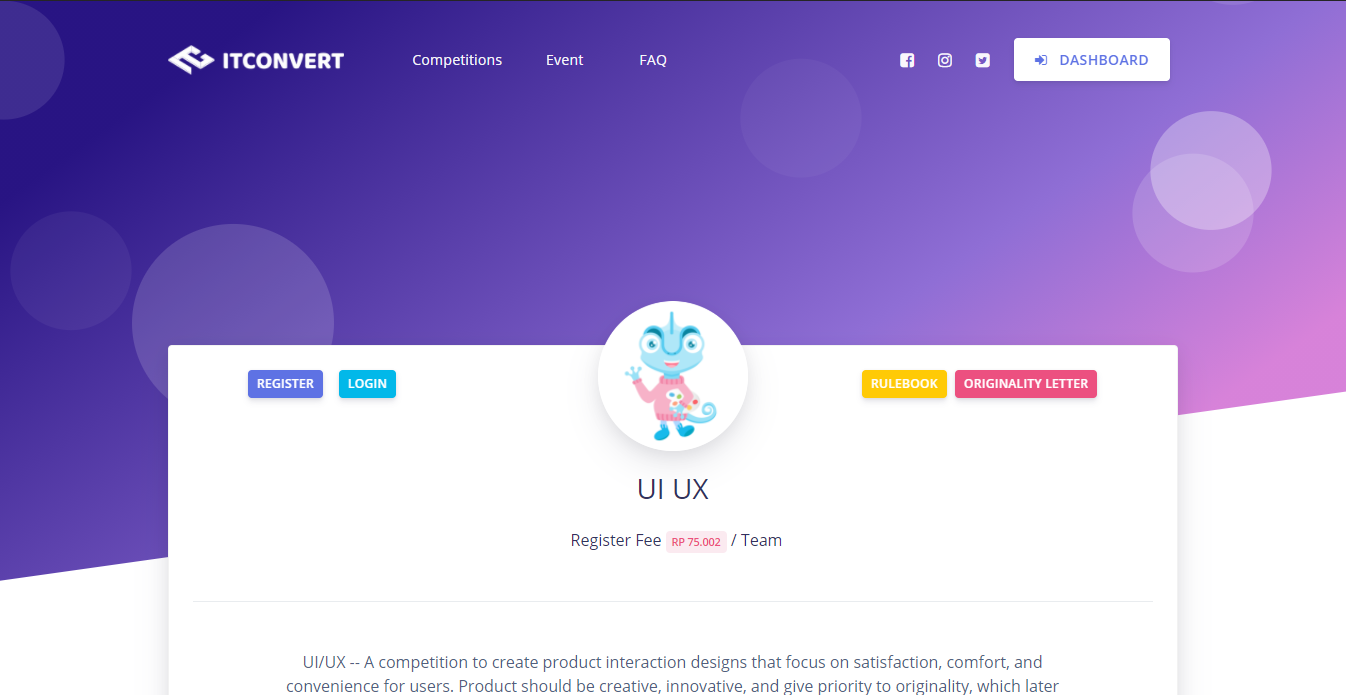 ITCONVERT
Competitions
Event
FAQ
DASHBOARD
REGISTER
LOGIN
RULEBOOK
ORIGINALITY LETTER
UI UX
Register Fee RP 75.002 / Team
UI/UX -- A competition to create product interaction designs that focus on satisfaction, comfort, and
convenience for users. Product should be creative, innovative, and give priority to originality, which later